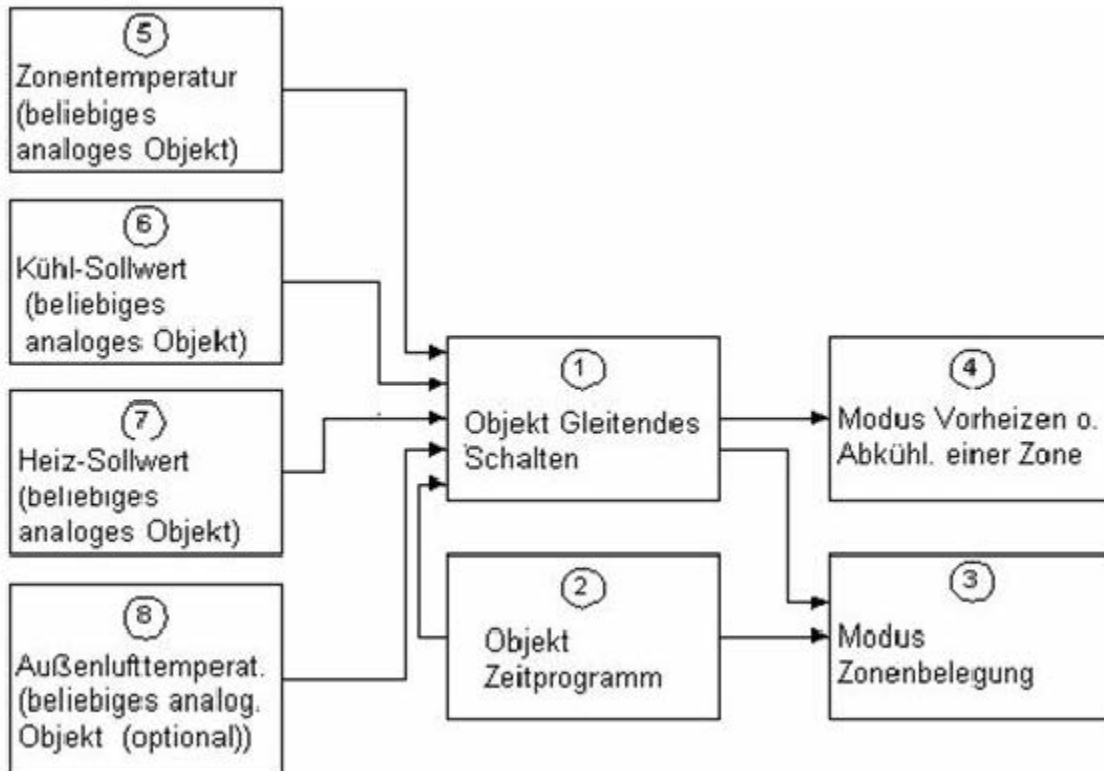 5
Zonentemperatur
(beliebiges
analoges Objekt)
6
Kühl-Sollwert
(beliebiges
analoges Objekt)
7
Heiz-Sollwert
(beliebiges
analoges Objekt)
8
Außenlufttemperat.
(beliebiges analog.
Objekt (optional))
1
Objekt Gleitendes
Schalten
2
Objekt
Zeitprogramm
4
Modus Vorheizen o.
Abkühl. einer Zone
3
Modus
Zonenbelegung